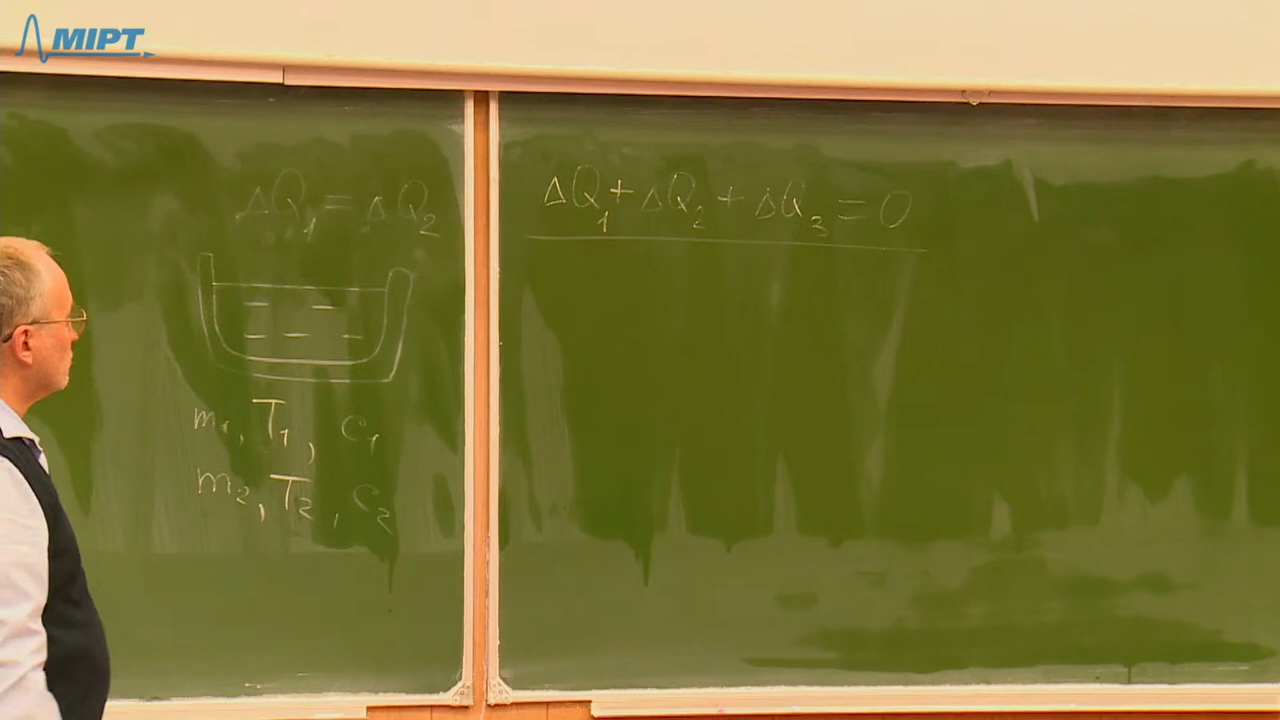 MIPT
ΔQ₁ = ΔQ₂
m₁, T₁, c₁
m₂, T₂, c₂
ΔQ₁ + ΔQ₂ + ΔQ₃ = 0